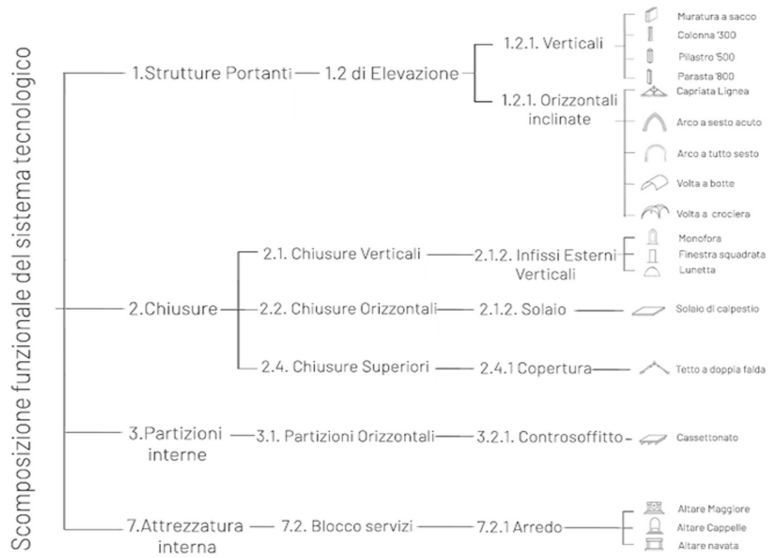 Scomposizione funzionale del sistema tecnologico
1.Strutture Portanti
1.2 di Elevazione
1.2.1. Verticali
Muratura a sacco
Colonna '300
Pilastro '500
Parasta '800
1.2.1. Orizzontali
inclinate
Capriata Lignea
Arco a sesto acuto
Arco a tutto sesto
Volta a botte
Volta a crociera
2.Chiusure
2.1. Chiusure Verticali
2.1.2. Infissi Esterni
Verticali
Monofora
Finestra squadrata
Lunetta
2.2. Chiusure Orizzontali
2.1.2. Solaio
Solaio di calpestio
2.4. Chiusure Superiori
2.4.1 Copertura
Tetto a doppia falda
3.Partizioni
interne
3.1. Partizioni Orizzontali
3.2.1. Controsoffitto
Cassettonato
7.Attrezzatura
interna
7.2. Blocco servizi
7.2.1 Arredo
Altare Maggiore
Altare Cappelle
Altare navata